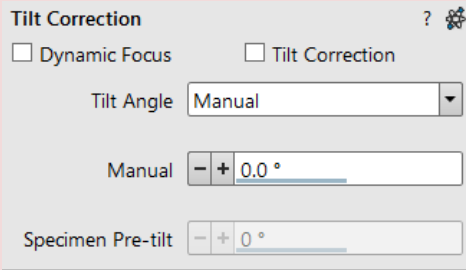 Tilt Correction ?
Dynamic Focus Tilt Correction
Tilt Angle Manual
Manual - + 0.0 °
Specimen Pre-tilt - + 0 °